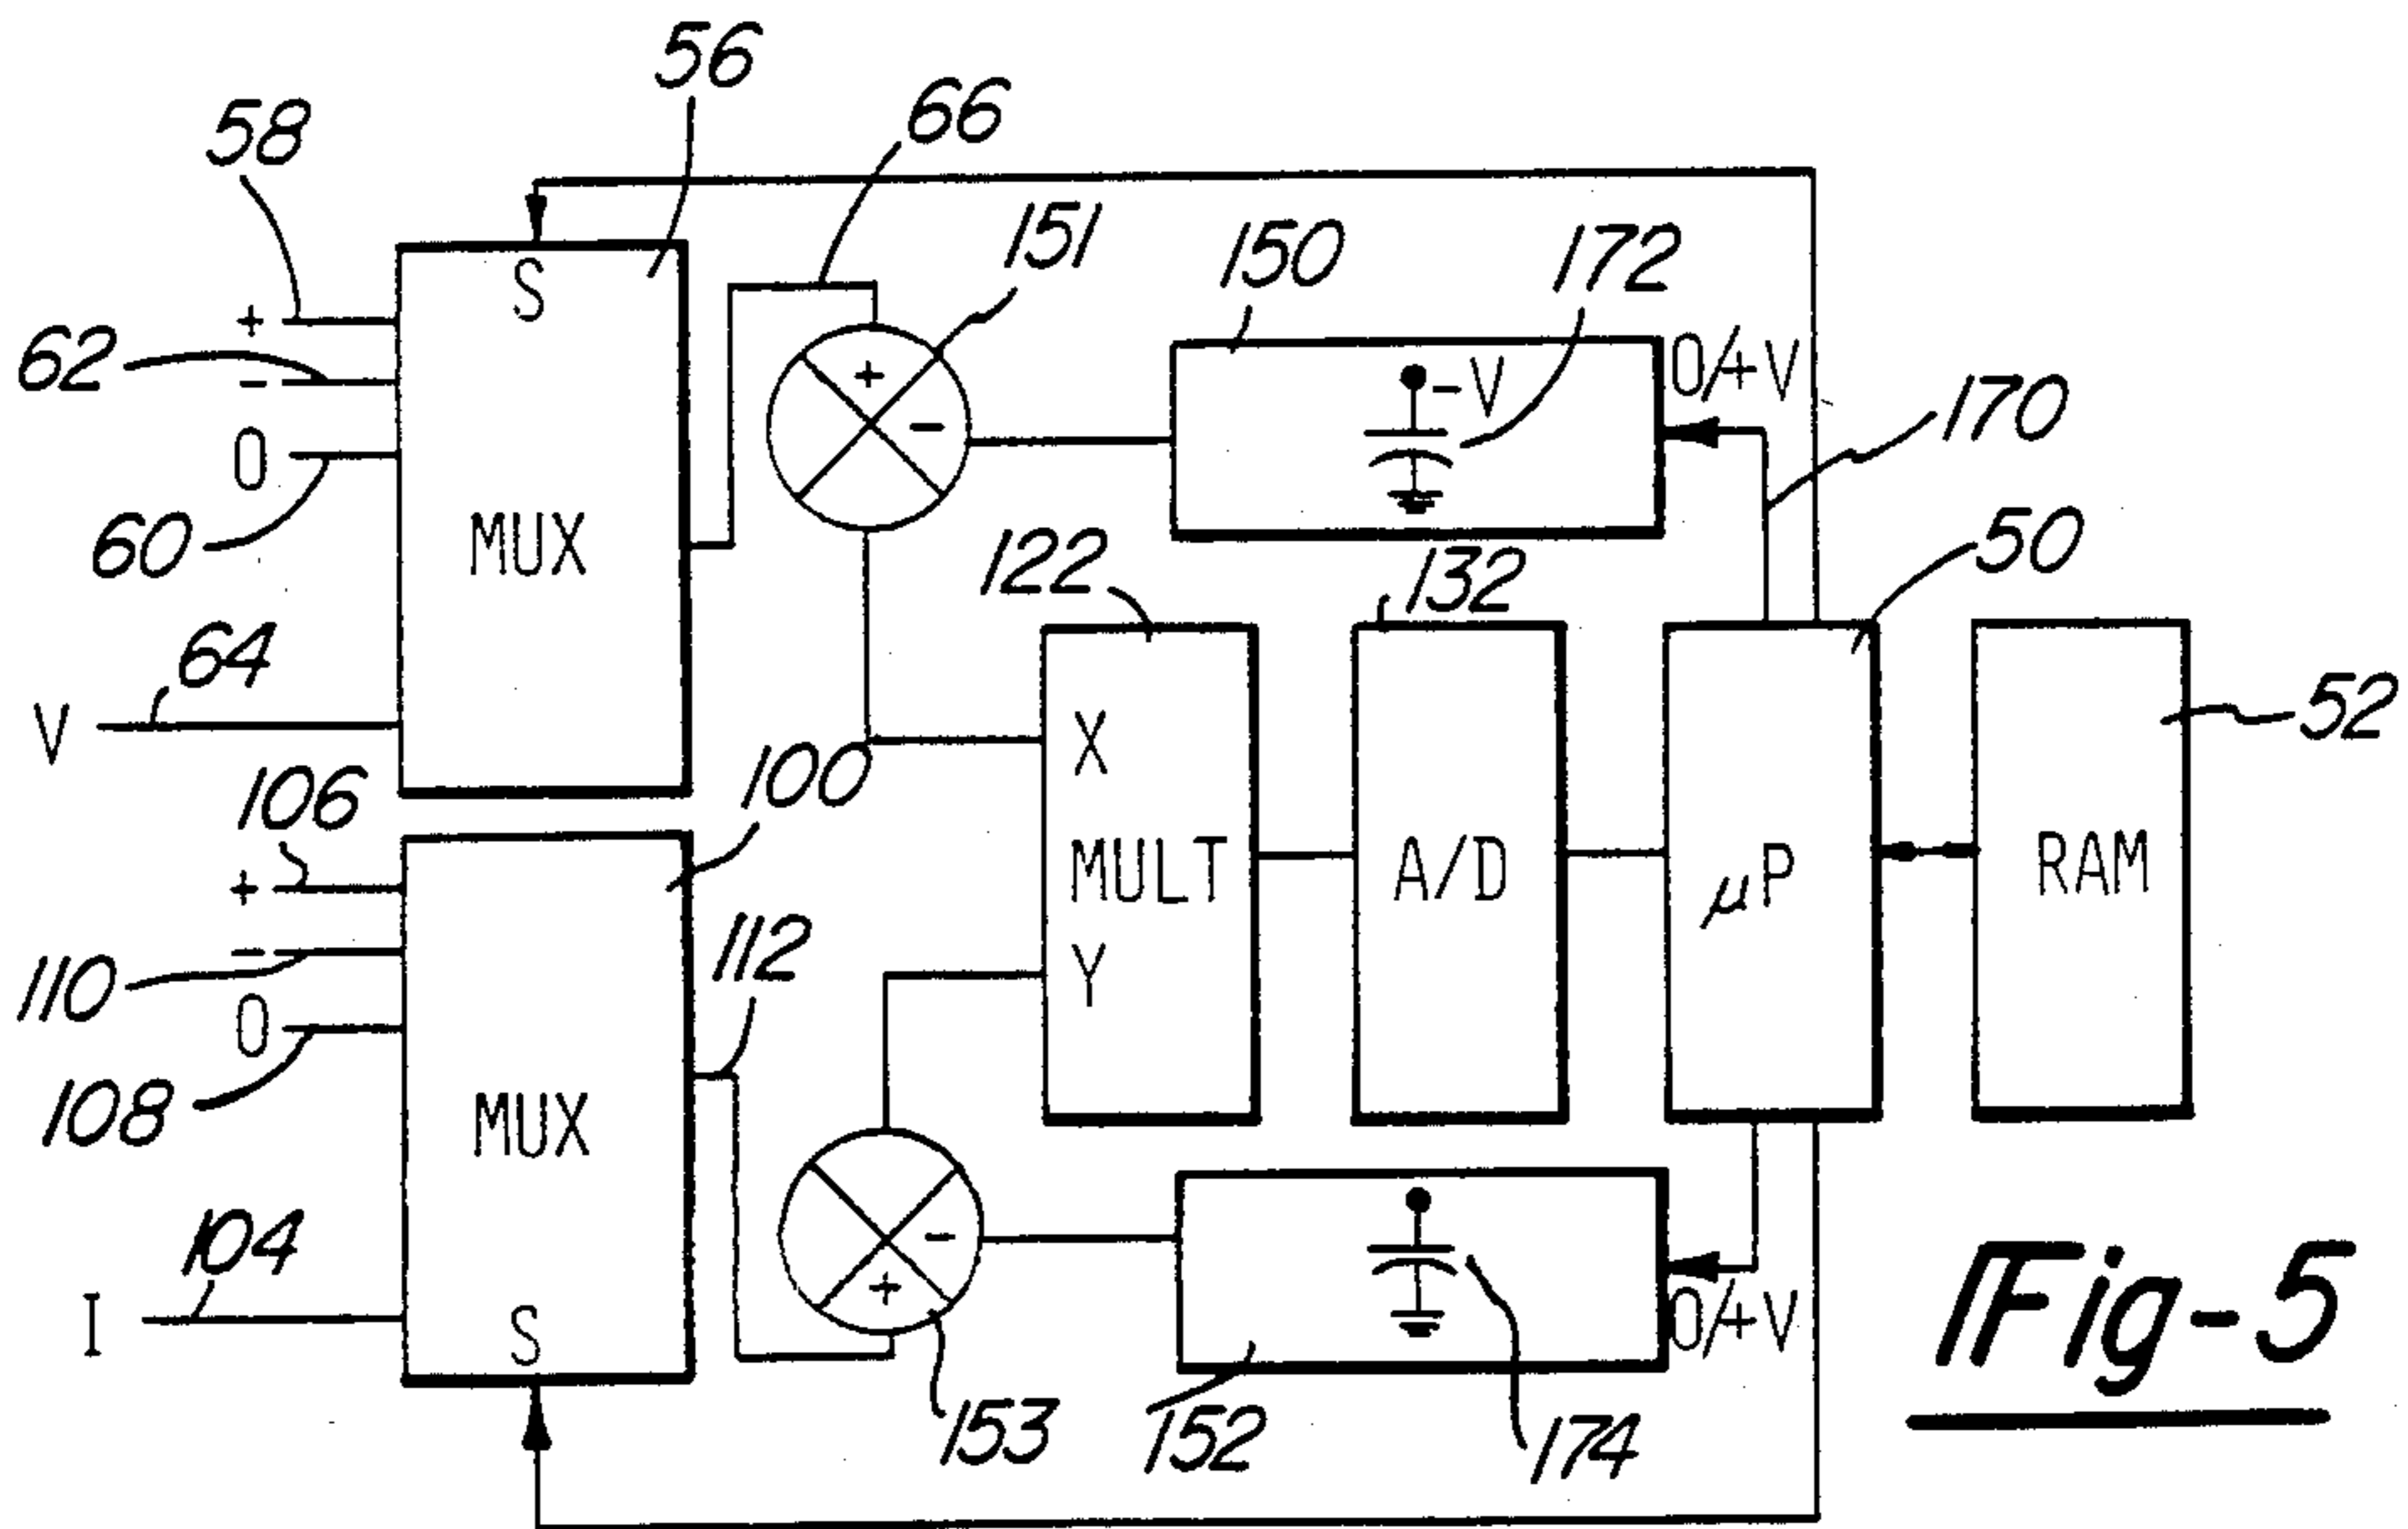 56
66
58
151
150
172
S
+
62
-
+
-
-V
0/+V
170
0
60
MUX
122
132
50
64
V
X
52
100
106
+
MULT
A/D
μP
RAM
-
112
110
0
Y
108
MUX
104
-
+
I
S
0/+V
153
152
174
Fig-5